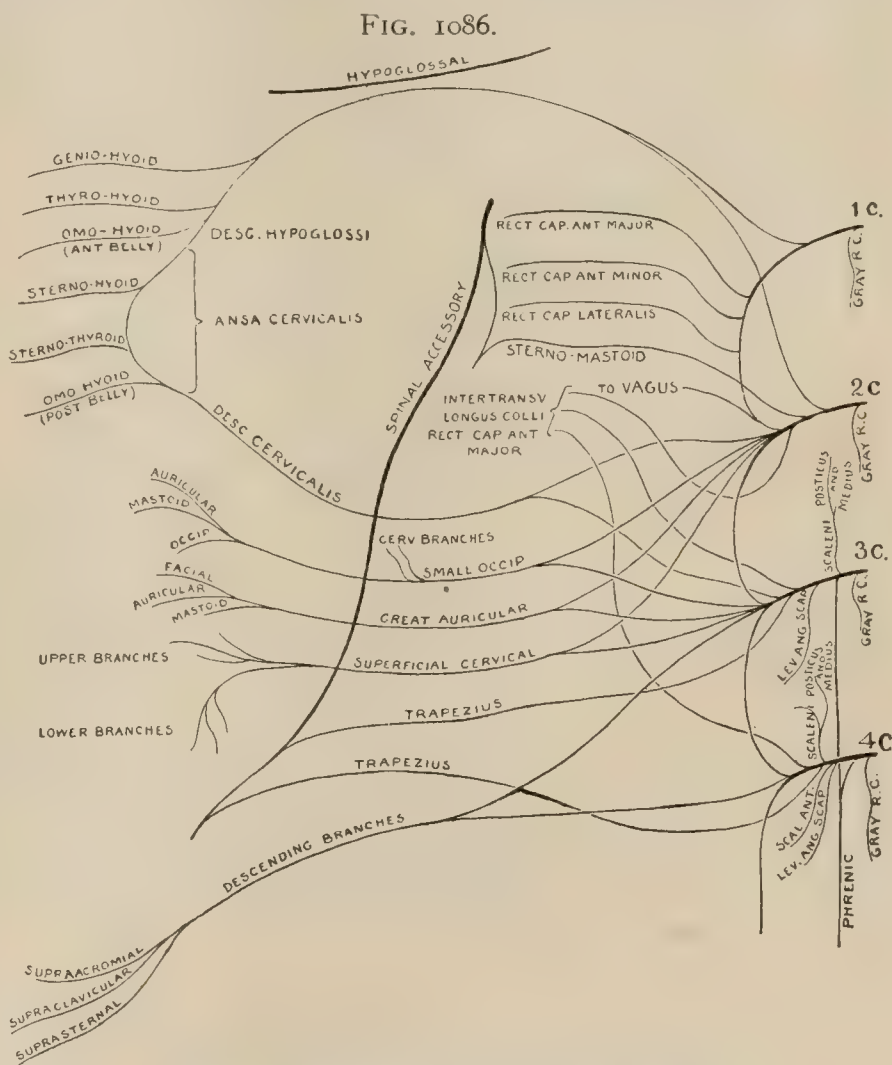 FIG. 1086.
HYPOGLOSSAL
GENIO-HYOID
THYRO-HYOID
OMO-HYOID
(ANT BELLY)
DESC. HYPOGLOSSI
STERNO-HYOID
ANSA CERVICALIS
STERNO-THYROID
OMO HYOID
(POST BELLY)
DESC CERVICALIS
SPINAL ACCESSORY
RECT CAP. ANT MAJOR
RECT CAP ANT MINOR
RECT CAP LATERALIS
STERNO-MASTOID
TO VAGUS
INTERTRANSV
LONGUS COLLI
RECT CAP ANT
MAJOR
1 C.
GRAY R C.
2 C
GRAY R.C.
SCALENI POSTICUS
AND
MEDIUS
3 C.
GRAY R C.
LEV ANG SCAP
SCALENI POSTICUS
AND
MEDIUS
4 C
GRAY R.C.
SCAL ANT.
LEV. ANG SCAP
PHRENIC
AURICULAR
MASTOID
OCCIP
CERV BRANCHES
SMALL OCCIP
FACIAL
AURICULAR
MASTOID
GREAT AURICULAR
UPPER BRANCHES
SUPERFICIAL CERVICAL
LOWER BRANCHES
TRAPEZIUS
TRAPEZIUS
DESCENDING BRANCHES
SUPRAACROMIAL
SUPRACLAVICULAR
SUPRASTERNAL